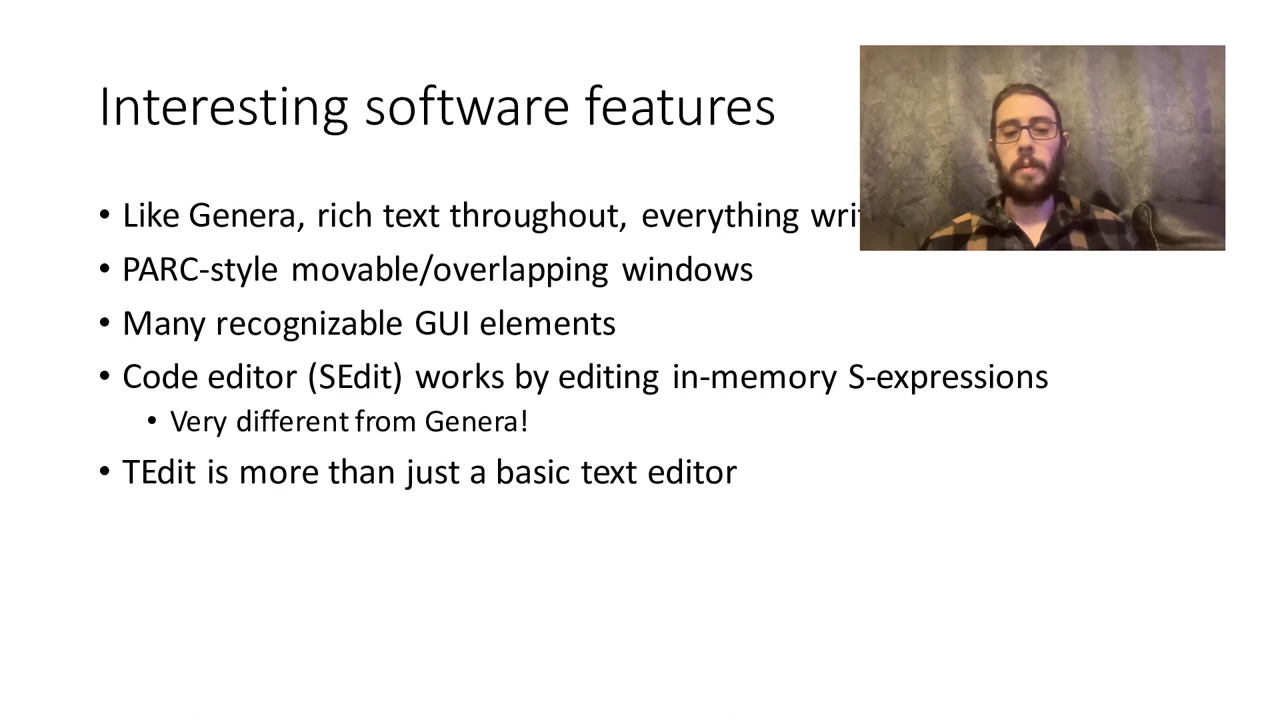 Interesting software features
• Like Genera, rich text throughout, everything
• PARC-style movable/overlapping windows
• Many recognizable GUI elements
• Code editor (SEdit) works by editing in-memory S-expressions
• Very different from Genera!
• TEdit is more than just a basic text editor